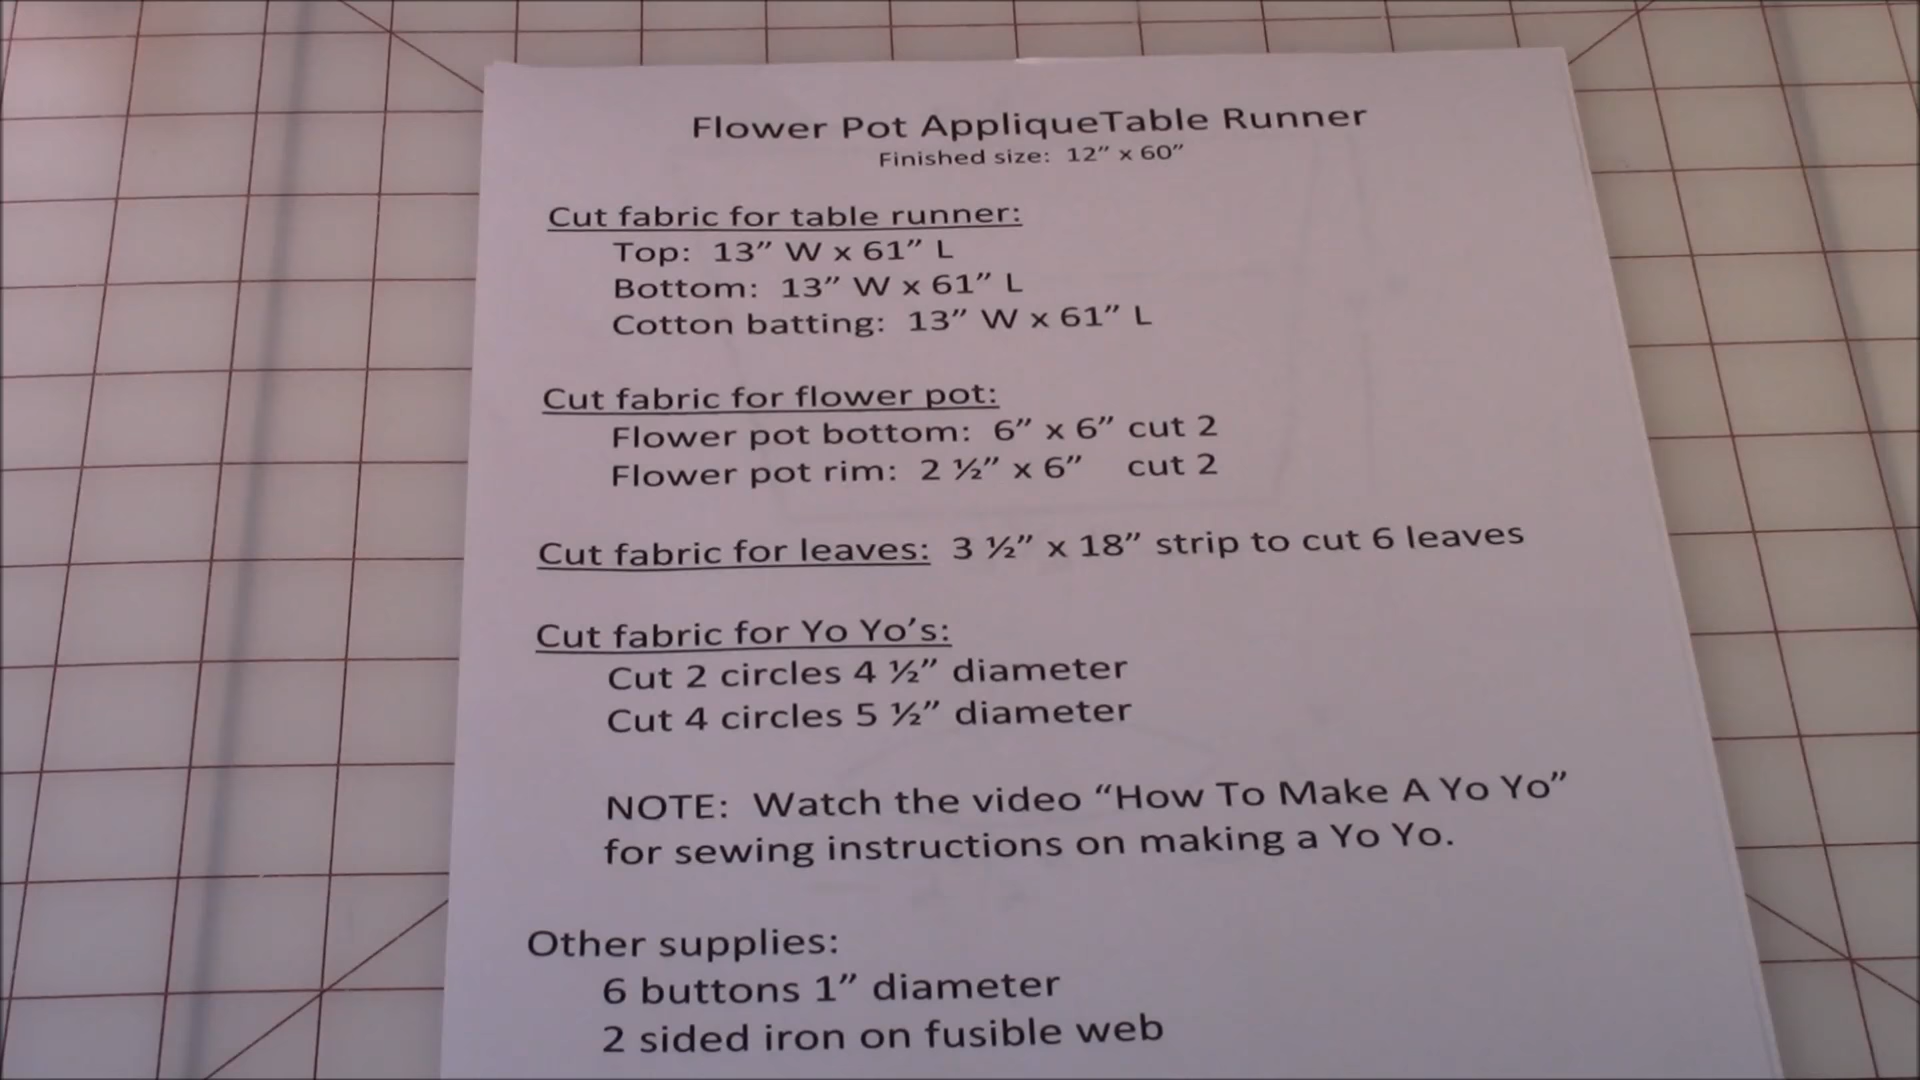 Flower Pot AppliqueTable Runner
Finished size: 12” x 60”
Cut fabric for table runner:
Top: 13” W x 61” L
Bottom: 13” W x 61” L
Cotton batting: 13” W x 61” L
Cut fabric for flower pot:
Flower pot bottom: 6” x 6” cut 2
Flower pot rim: 2 ½” x 6” cut 2
Cut fabric for leaves: 3 ½” x 18” strip to cut 6 leaves
Cut fabric for Yo Yo’s:
Cut 2 circles 4 ½” diameter
Cut 4 circles 5 ½” diameter
NOTE: Watch the video “How To Make A Yo Yo”
for sewing instructions on making a Yo Yo.
Other supplies:
6 buttons 1” diameter
2 sided iron on fusible web